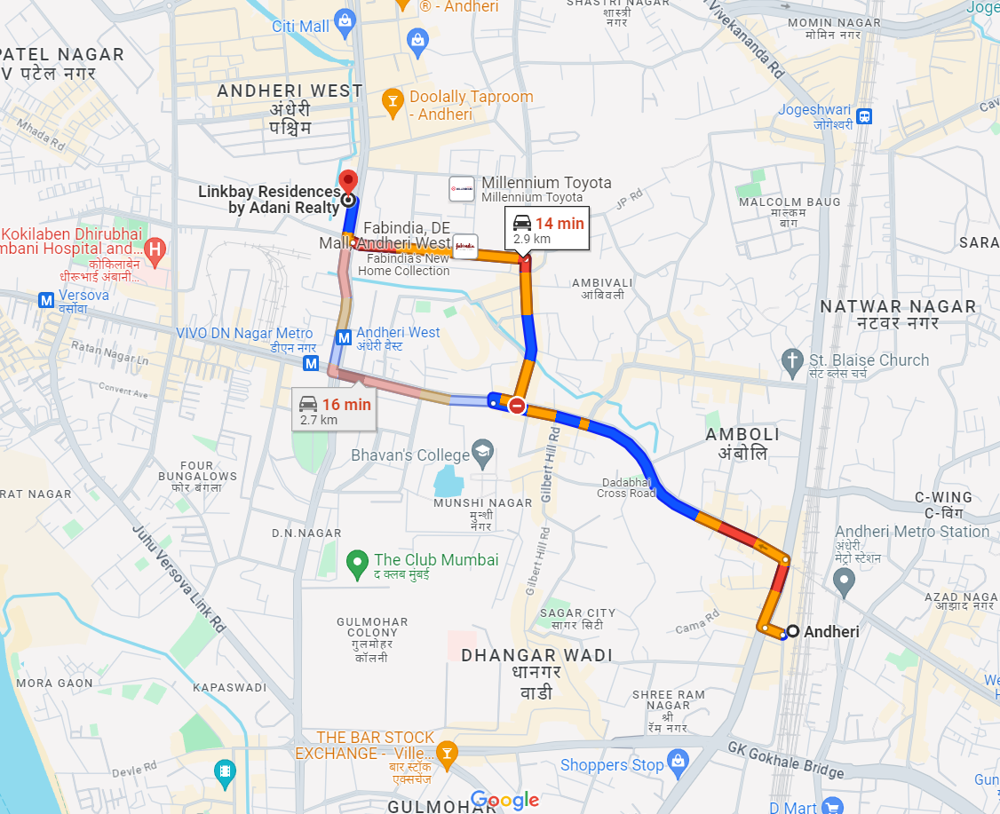 ® - Andheri
SHASTRI NAGAR
शास्त्री
नगर
Vivekananda Rd
MOMIN NAGAR
मोमिन नगर
Joge
Citi Mall
PATEL NAGAR
V पटेल नगर
ANDHERI WEST
अंधेरी
पश्चिम
Doolally Taproom
- Andheri
Jogeshwari
जोगेश्वरी
Cav
Mhada Rd
Linkbay Residences
by Adani Realty
Millennium Toyota
Millennium Toyota
JP Rd
MALCOLM BAUG
माल्कम
बाग
14 min
2.9 km
Fabindia, DE
Mall, Andheri West
Fabindia's New
Home Collection
Kokilaben Dhirubhai
mbani Hospital and...
कोकिलाबेन
धीरूभाई अंबानी...
SARA
AMBIVALI
आंबिवली
Versova
वर्सोवा
NATWAR NAGAR
नटवर नगर
VIVO DN Nagar Metro
डीएन नगर
Andheri West
अंधेरी वेस्ट
Ratan Nagar Ln
St. Blaise Church
सेंट ब्लेस चर्च
Convent Ave
16 min
2.7 km
AMBOLI
अंबोलि
Bhavan's College
Gilbert Hill Rd
FOUR
BUNGALOWS
फोर बंगला
Dadabhai
Cross Road
RAT NAGAR
MUNSHI NAGAR
मुन्शी
नगर
C-WING
C-विंग
D.N.NAGAR
Juhu Versova Link Rd
Andheri Metro Station
अंधेरी
मेट्रो स्टेशन
The Club Mumbai
द क्लब मुंबई
Gilbert Hill Rd
AZAD NAGA
आझाद नगर
SAGAR CITY
सागर सिटी
Cama Rd
GULMOHAR
COLONY
गुलमोहर
कॉलनी
Andheri
DHANGAR WADI
धानगर
वाडी
MORA GAON
KAPASWADI
SHREE RAM
NAGAR
श्री
रॅम नगर
We
H
THE BAR STOCK
EXCHANGE - Ville...
बार स्टॉक
एक्सचेंज
Devle Rd
Shoppers Stop
GK Gokhale Bridge
Gun
Google
GULMOHAR
D Mart